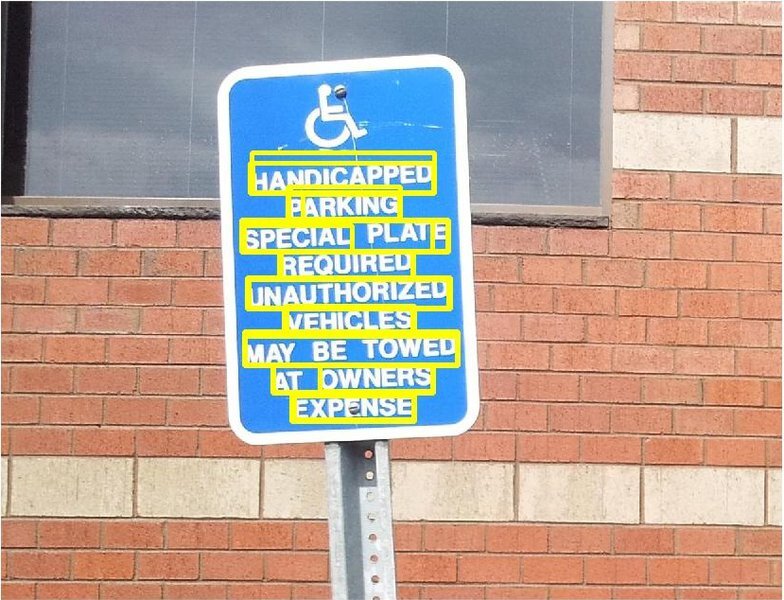 HANDICAPPED
PARKING
SPECIAL PLATE
REQUIRED
UNAUTHORIZED
VEHICLES
MAY BE TOWED
AT OWNERS
EXPENSE